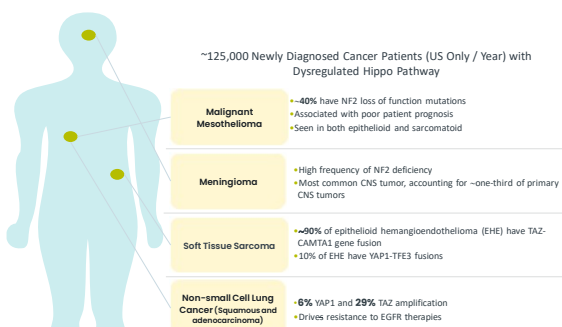 ~125,000 Newly Diagnosed Cancer Patients (US Only / Year) with
Dysregulated Hippo Pathway
Malignant
Mesothelioma
•~40% have NF2 loss of function mutations
•Associated with poor patient prognosis
•Seen in both epithelioid and sarcomatoid
Meningioma
•High frequency of NF2 deficiency
•Most common CNS tumor, accounting for ~one-third of primary
CNS tumors
Soft Tissue Sarcoma
•~90% of epithelioid hemangioendothelioma (EHE) have TAZ-
CAMTA1 gene fusion
•10% of EHE have YAP1-TFE3 fusions
Non-small Cell Lung
Cancer (Squamous and
adenocarcinoma)
•6% YAP1 and 29% TAZ amplification
•Drives resistance to EGFR therapies